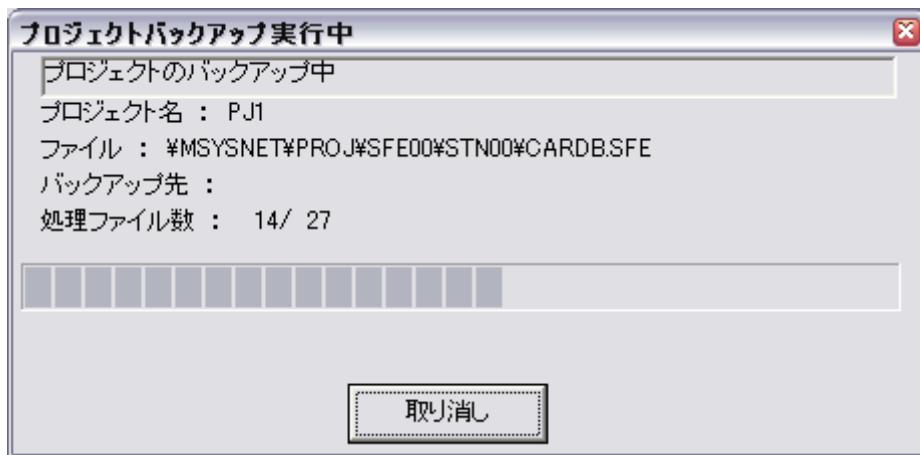 プロジェクトバックアップ実行中
プロジェクトのバックアップ中
プロジェクト名 : PJ1
ファイル : ¥MSYSNET¥PROJ¥SFE00¥STN00¥CARDB.SFE
バックアップ先 :
処理ファイル数 : 14/ 27
取り消し